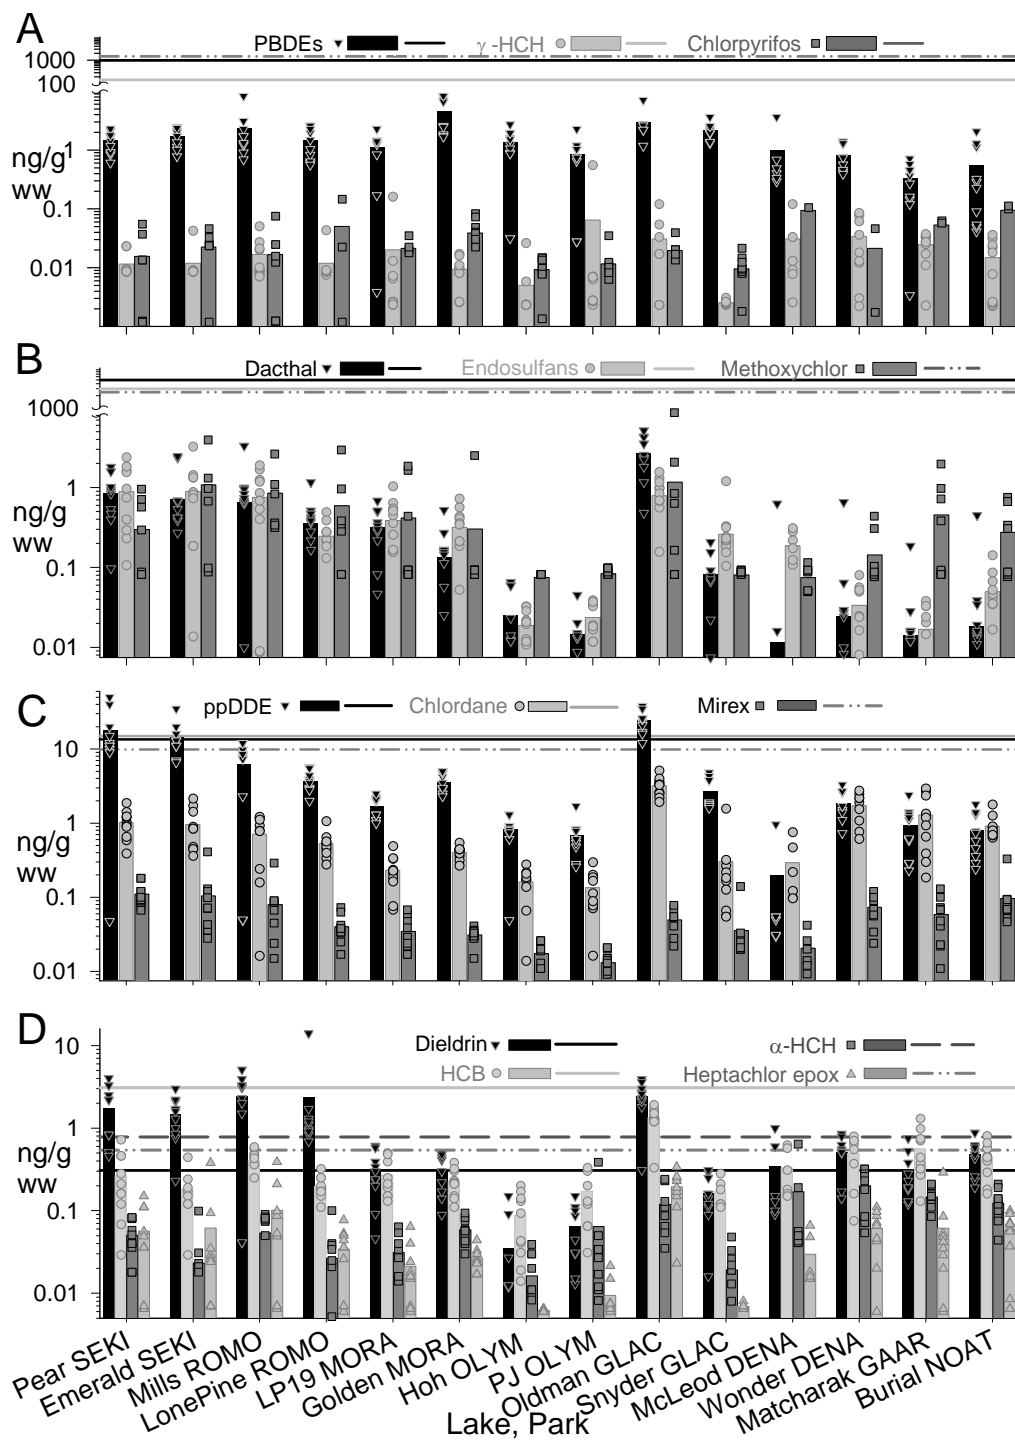 A
PBDEs γ-HCH Chlorpyrifos
1000
100
ng/g
ww
1
0.1
0.01
B
Dacthal Endosulfans Methoxychlor
1000
ng/g
ww
1
0.1
0.01
C
ppDDE Chlordane Mirex
10
ng/g
ww
1
0.1
0.01
D
Dieldrin α-HCH
HCB Heptachlor epox
10
1
ng/g
ww
0.1
0.01
Pear SEKI
Emerald SEKI
Mills ROMO
LonePine ROMO
LP19 MORA
Golden MORA
Hoh OLYM
PJ OLYM
Oldman GLAC
Snyder GLAC
McLeod DENA
Wonder DENA
Matcharak GAAR
Burial NOAT
Lake, Park